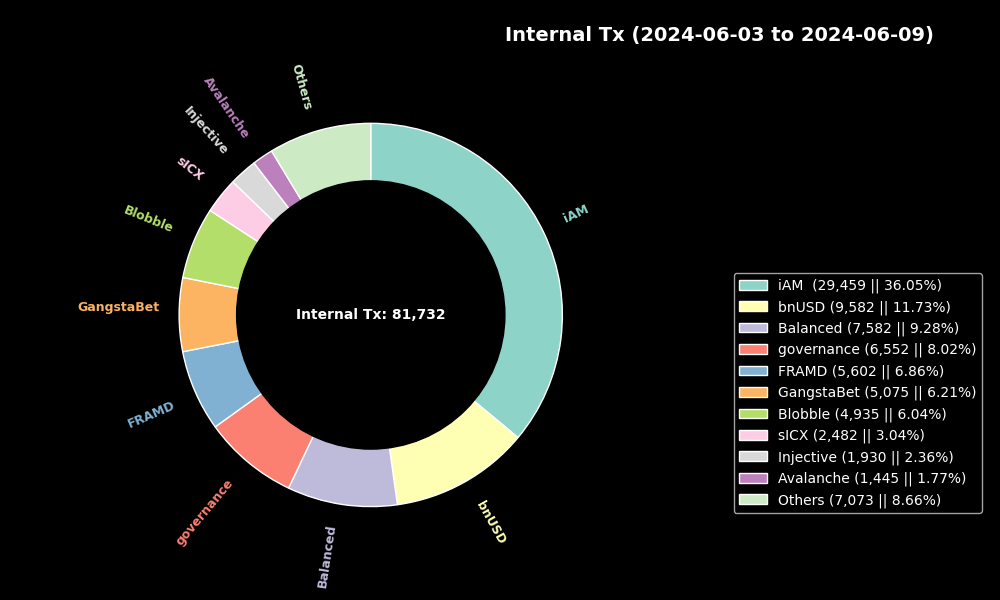 Internal Tx (2024-06-03 to 2024-06-09)
Others
Avalanche
Injective
sICX
Blobble
GangstaBet
FRAMD
governance
Balanced
bnUSD
iAM
Internal Tx: 81,732
iAM  (29,459 || 36.05%)
bnUSD (9,582 || 11.73%)
Balanced (7,582 || 9.28%)
governance (6,552 || 8.02%)
FRAMD (5,602 || 6.86%)
GangstaBet (5,075 || 6.21%)
Blobble (4,935 || 6.04%)
sICX (2,482 || 3.04%)
Injective (1,930 || 2.36%)
Avalanche (1,445 || 1.77%)
Others (7,073 || 8.66%)